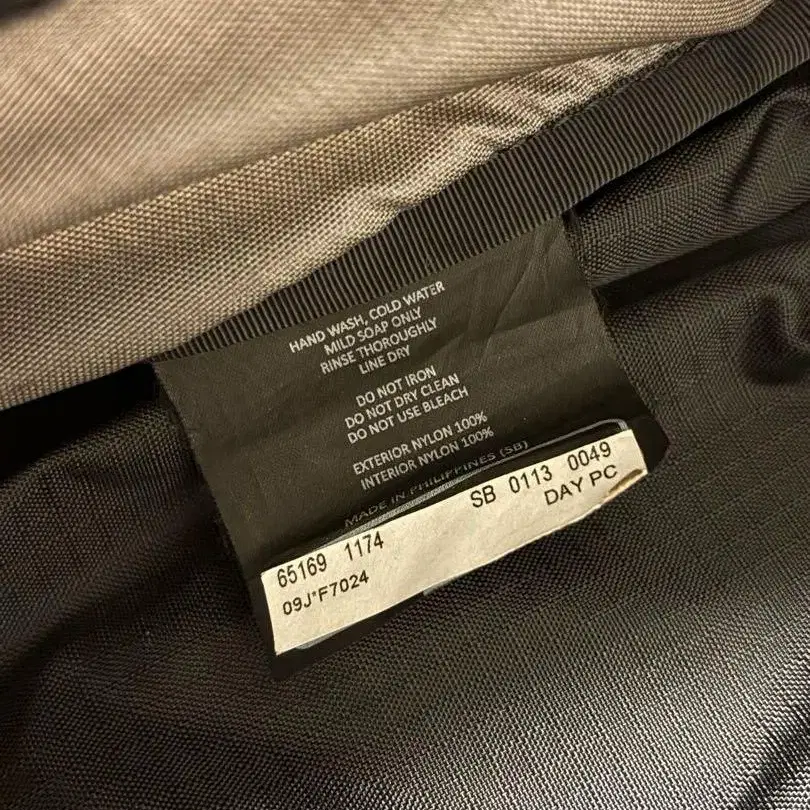 HAND WASH, COLD WATER
MILD SOAP ONLY
RINSE THOROUGHLY
LINE DRY
DO NOT IRON
DO NOT DRY CLEAN
DO NOT USE BLEACH
EXTERIOR NYLON 100%
INTERIOR NYLON 100%
MADE IN PHILIPPINES (SB)
65169 1174 SB 0113 0049
09J*F7024 DAY PC